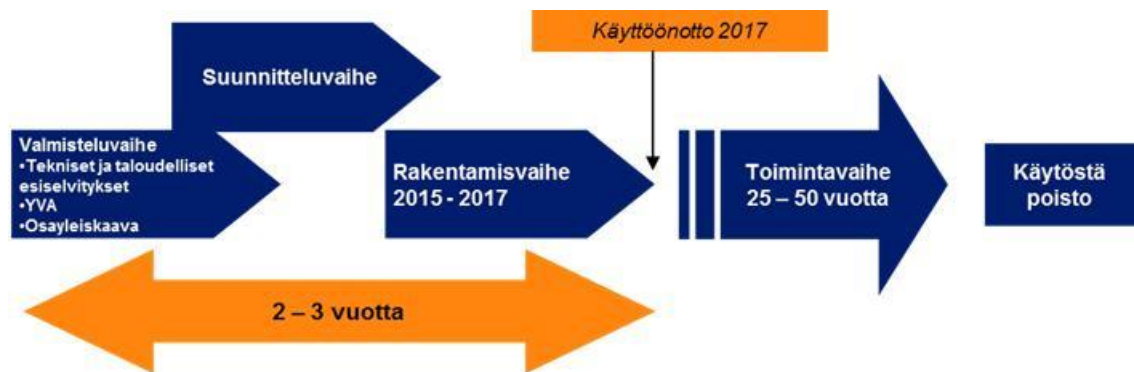 Käyttöönotto 2017
Suunnitteluvaihe
Valmisteluvaihe
•Tekniset ja taloudelliset
esiselvitykset
•YVA
•Osayleiskaava
Rakentamisvaihe
2015 - 2017
Toimintavaihe
25 – 50 vuotta
Käytöstä
poisto
2 – 3 vuotta